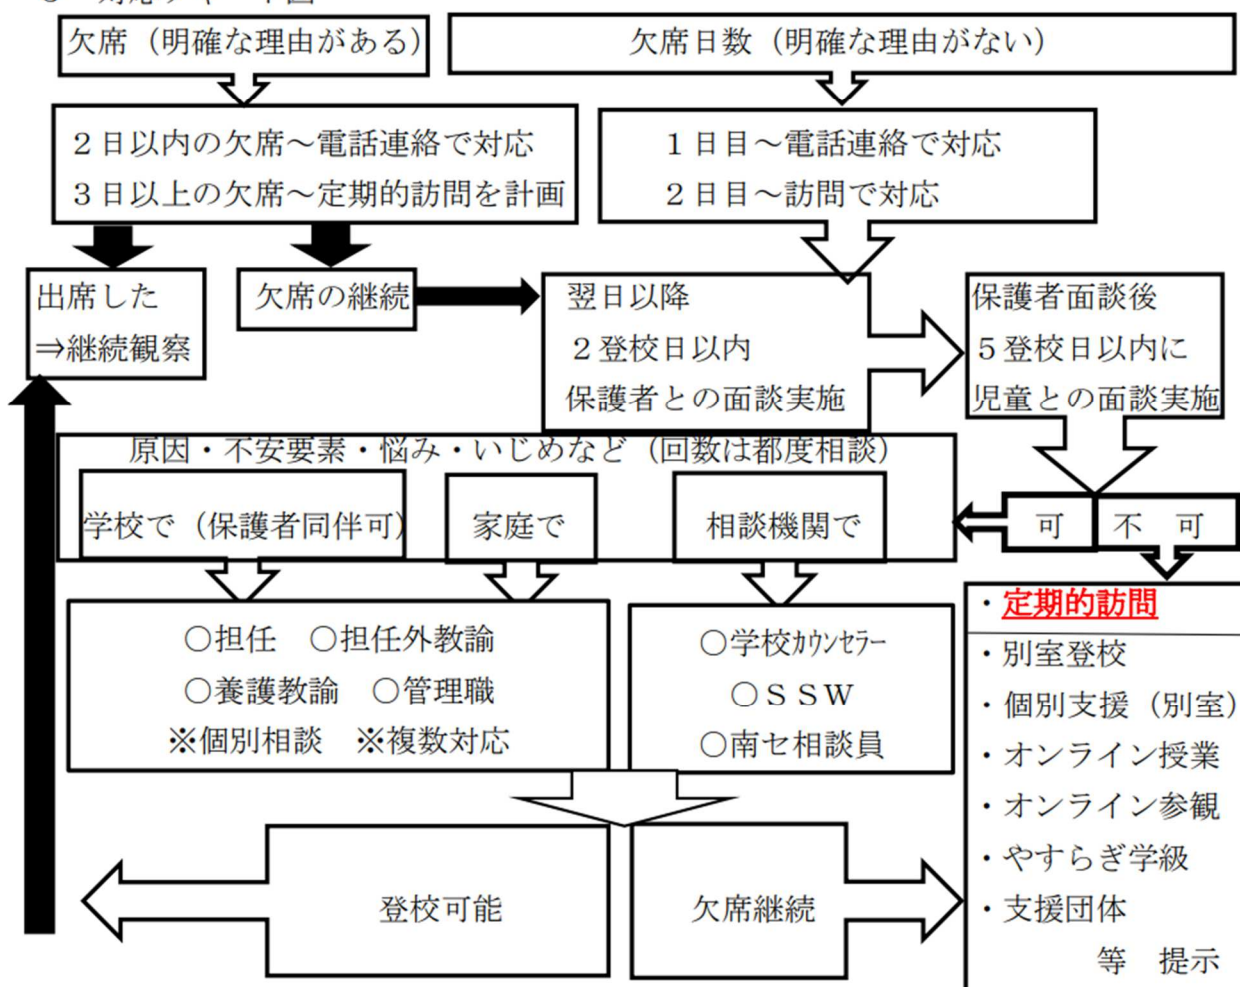 欠席（明確な理由がある）
欠席日数（明確な理由がない）
２日以内の欠席～電話連絡で対応
３日以上の欠席～定期的訪問を計画
１日目～電話連絡で対応
２日目～訪問で対応
出席した
⇒継続観察
欠席の継続
翌日以降
２登校日以内
保護者との面談実施
保護者面談後
５登校日以内に
児童との面談実施
原因・不安要素・悩み・いじめなど（回数は都度相談）
学校で（保護者同伴可）
家庭で
相談機関で
可
不　可
○担任　○担任外教諭
○養護教諭　○管理職
※個別相談　※複数対応
○学校ｶｳﾝｾﾗｰ
○ＳＳＷ
○南セ相談員
・定期的訪問
・別室登校
・個別支援（別室）
・オンライン授業
・オンライン参観
・やすらぎ学級
・支援団体
等　提示
登校可能
欠席継続